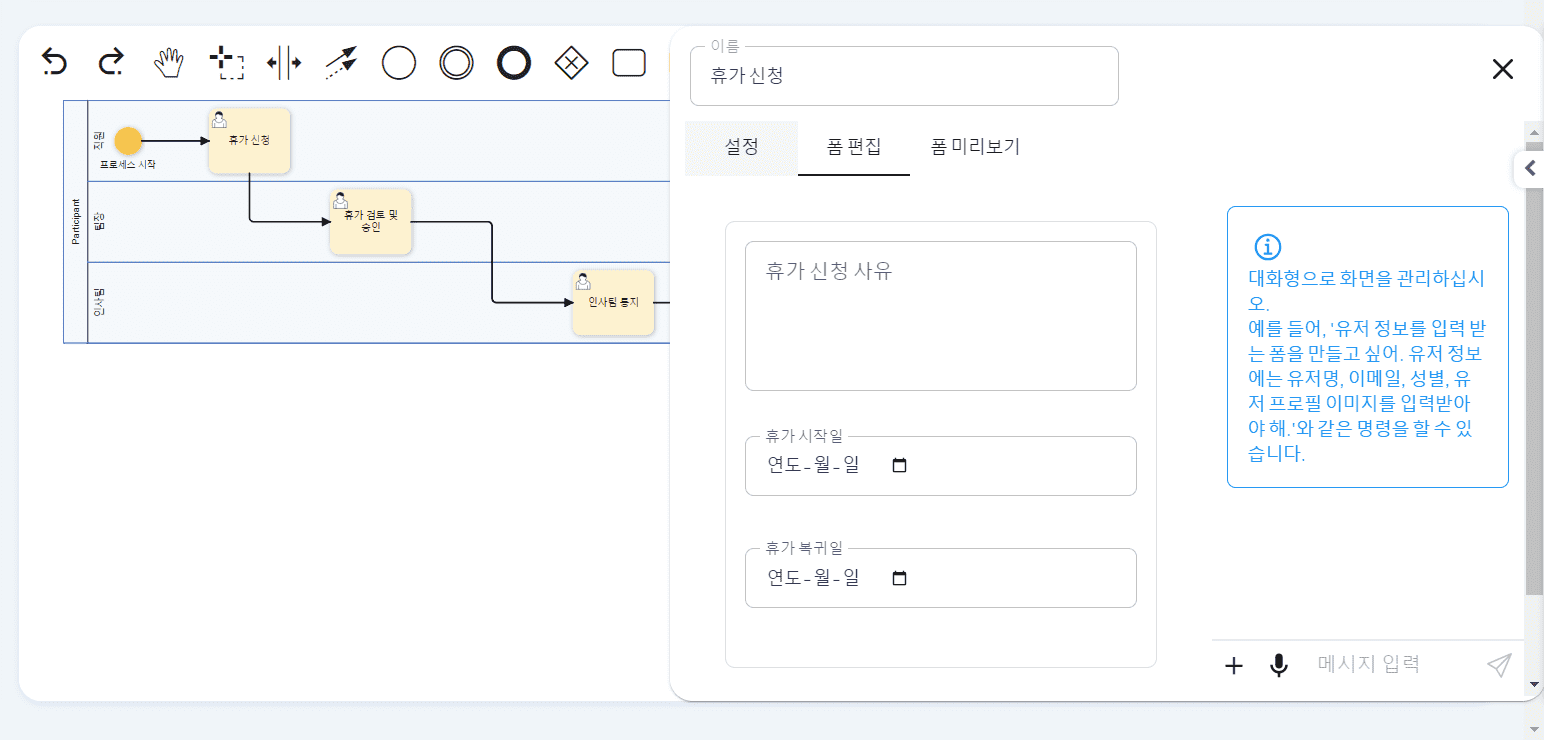 이름
휴가 신청
설정
폼 편집
폼 미리보기
Participant
직원
프로세스 시작
휴가 신청
팀장
휴가 검토 및
승인
인사팀
인사팀 통지
휴가 신청 사유
휴가 시작일
연도-월-일
휴가 복귀일
연도-월-일
대화형으로 화면을 관리하십시
오.
예를 들어, '유저 정보를 입력 받
는 폼을 만들고 싶어. 유저 정보
에는 유저명, 이메일, 성별, 유
저 프로필 이미지를 입력받아
야 해.'와 같은 명령을 할 수 있
습니다.
메시지 입력